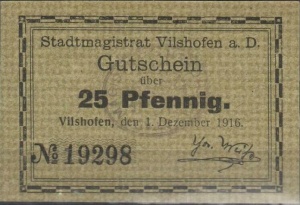 Stadtmagistrat Vilshofen a. D.
Gutschein
über
25 Pfennig.
Vilshofen, den 1. Dezember 1916.
№ 19298